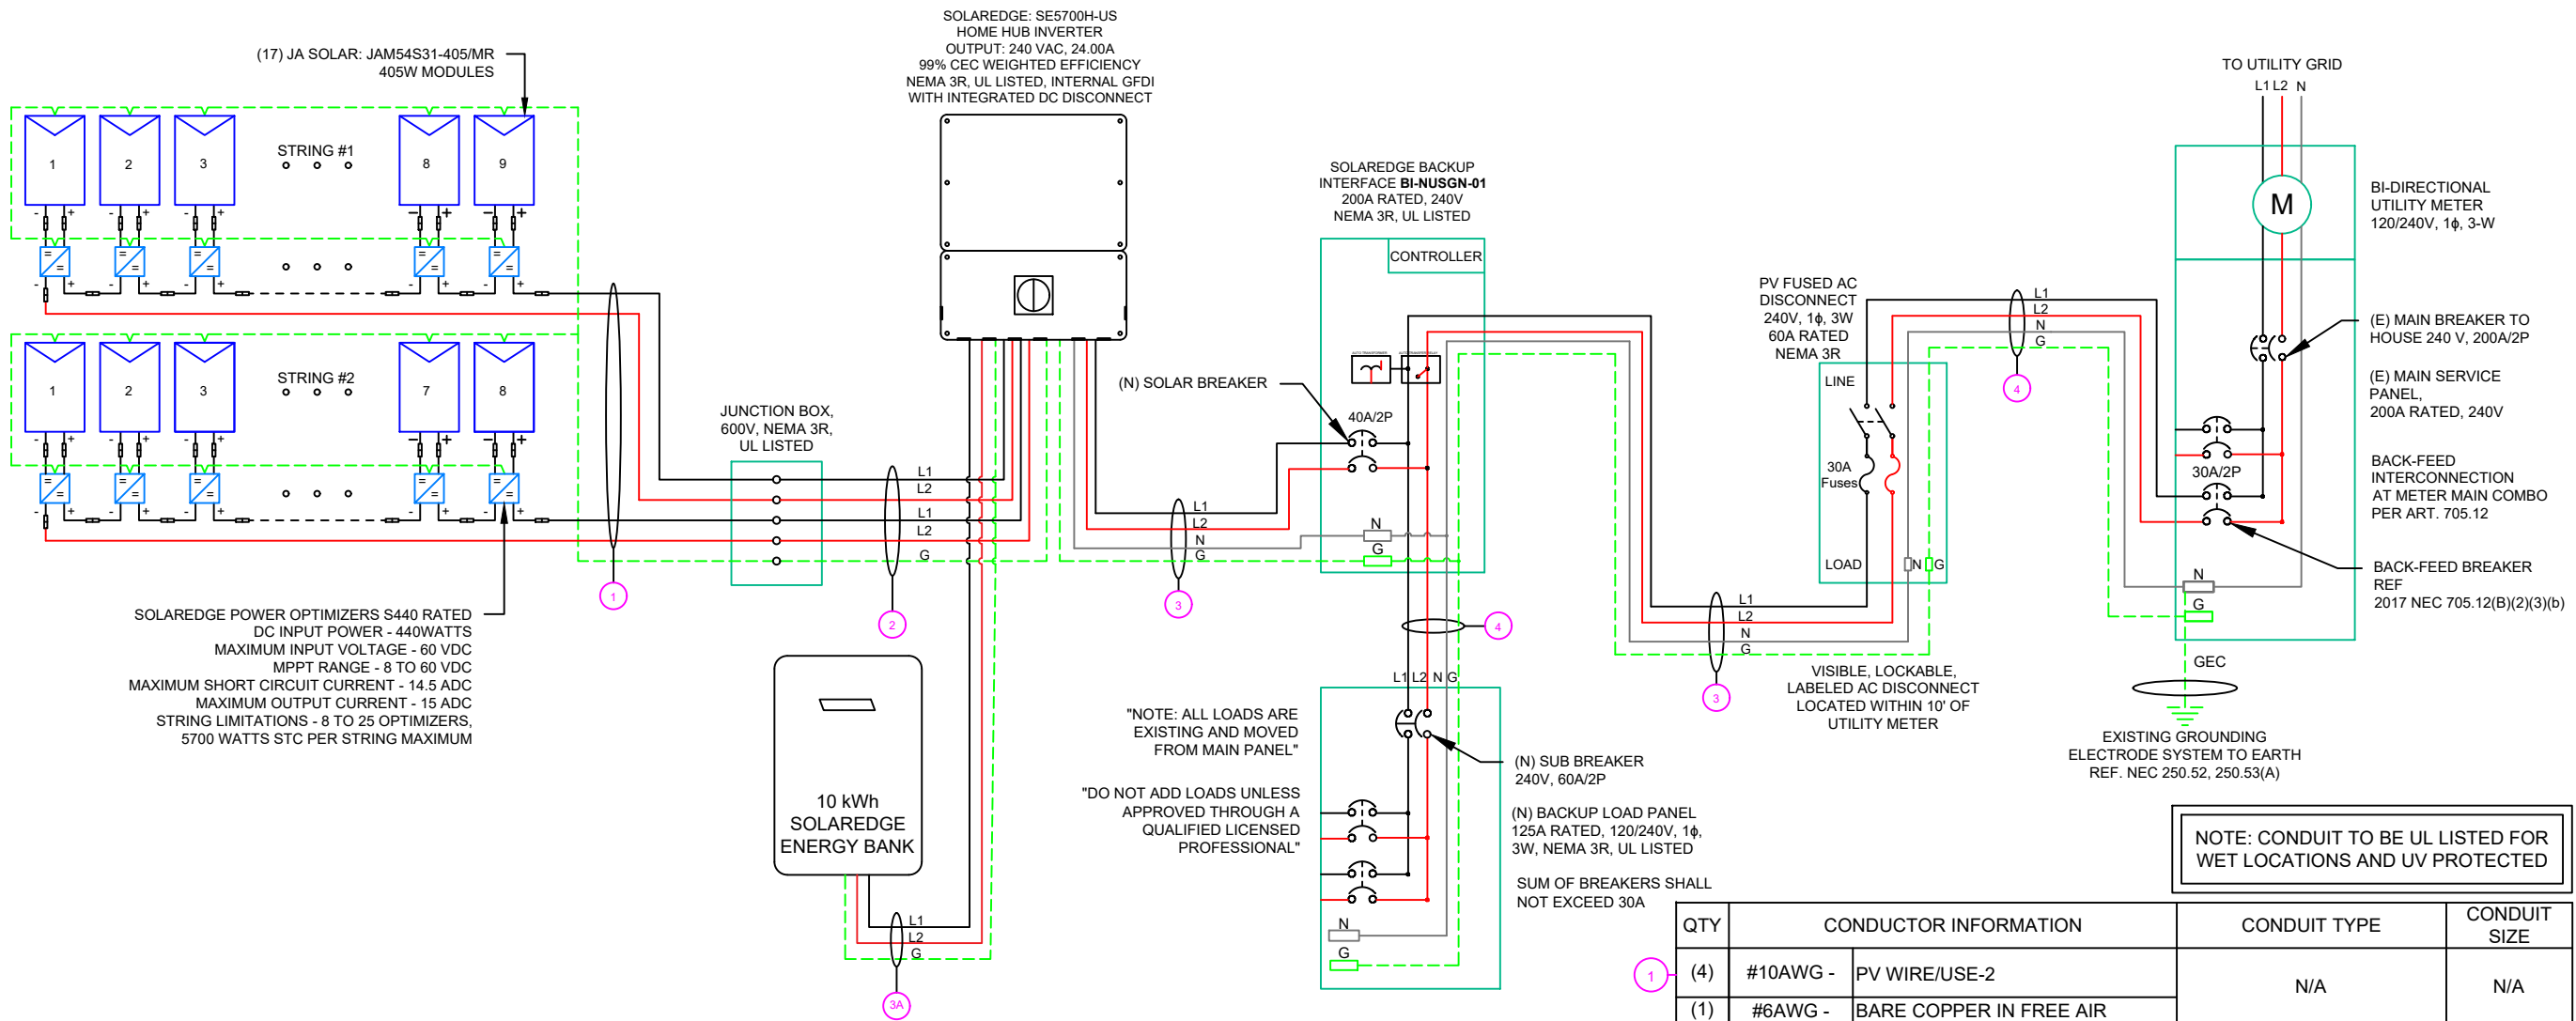 (17) JA SOLAR: JAM54S31-405/MR
405W MODULES
1
2
3
STRING #1
8
9
- + - + - + - + - +
= = = = =
= = = = =
- + - + - + - + - +
1
2
3
STRING #2
7
8
- + - + - + - + - +
= = = = =
= = = = =
- + - + - + - + - +
1
SOLAREDGE POWER OPTIMIZERS S440 RATED
DC INPUT POWER - 440WATTS
MAXIMUM INPUT VOLTAGE - 60 VDC
MPPT RANGE - 8 TO 60 VDC
MAXIMUM SHORT CIRCUIT CURRENT - 14.5 ADC
MAXIMUM OUTPUT CURRENT - 15 ADC
STRING LIMITATIONS - 8 TO 25 OPTIMIZERS,
5700 WATTS STC PER STRING MAXIMUM
JUNCTION BOX,
600V, NEMA 3R,
UL LISTED
L1
L2
L1
L2
G
2
SOLAREDGE: SE5700H-US
HOME HUB INVERTER
OUTPUT: 240 VAC, 24.00A
99% CEC WEIGHTED EFFICIENCY
NEMA 3R, UL LISTED, INTERNAL GFDI
WITH INTEGRATED DC DISCONNECT
10 kWh
SOLAREDGE
ENERGY BANK
L1
L2
G
3A
(N) SOLAR BREAKER
L1
L2
N
G
3
SOLAREDGE BACKUP
INTERFACE BI-NUSGN-01
200A RATED, 240V
NEMA 3R, UL LISTED
CONTROLLER
40A/2P
N
G
4
L1 L2 N G
"NOTE: ALL LOADS ARE
EXISTING AND MOVED
FROM MAIN PANEL"
"DO NOT ADD LOADS UNLESS
APPROVED THROUGH A
QUALIFIED LICENSED
PROFESSIONAL"
N
G
(N) SUB BREAKER
240V, 60A/2P
(N) BACKUP LOAD PANEL
125A RATED, 120/240V, 1ϕ,
3W, NEMA 3R, UL LISTED
SUM OF BREAKERS SHALL
NOT EXCEED 30A
L1
L2
N
G
3
PV FUSED AC
DISCONNECT
240V, 1ϕ, 3W
60A RATED
NEMA 3R
LINE
30A
Fuses
LOAD
N G
VISIBLE, LOCKABLE,
LABELED AC DISCONNECT
LOCATED WITHIN 10' OF
UTILITY METER
L1
L2
N
G
4
TO UTILITY GRID
L1 L2 N
M
BI-DIRECTIONAL
UTILITY METER
120/240V, 1ϕ, 3-W
(E) MAIN BREAKER TO
HOUSE 240 V, 200A/2P
(E) MAIN SERVICE
PANEL,
200A RATED, 240V
30A/2P
BACK-FEED
INTERCONNECTION
AT METER MAIN COMBO
PER ART. 705.12
BACK-FEED BREAKER
REF
2017 NEC 705.12(B)(2)(3)(b)
N
G
GEC
EXISTING GROUNDING
ELECTRODE SYSTEM TO EARTH
REF. NEC 250.52, 250.53(A)
NOTE: CONDUIT TO BE UL LISTED FOR
WET LOCATIONS AND UV PROTECTED
QTY CONDUCTOR INFORMATION CONDUIT TYPE CONDUIT SIZE
1 (4) #10AWG - PV WIRE/USE-2 N/A N/A
(1) #6AWG - BARE COPPER IN FREE AIR